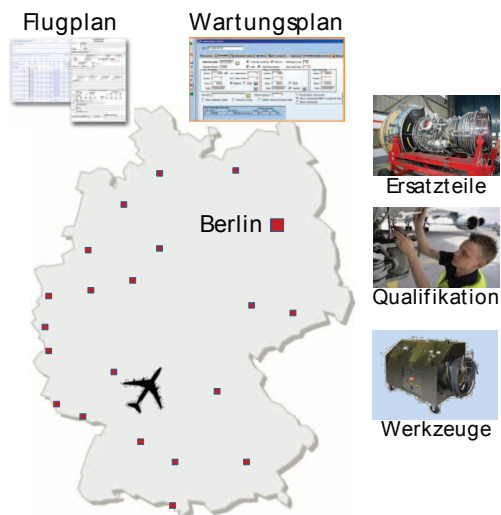 Flugplan
Wartungsplan
Ersatzteile
Berlin
Qualifikation
Werkzeuge